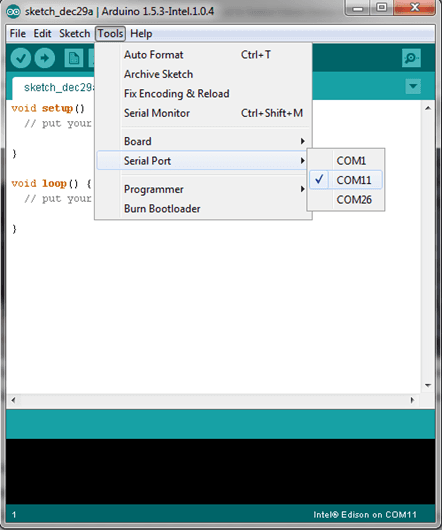 sketch_dec29a | Arduino 1.5.3-Intel.1.0.4
File Edit Sketch Tools Help
Auto Format Ctrl+T
Archive Sketch
Fix Encoding & Reload
Serial Monitor Ctrl+Shift+M
Board
Serial Port
Programmer
Burn Bootloader
COM1
COM11
COM26
sketch_dec29a
void setup()
// put your
}
void loop() {
// put your
}
1
Intel® Edison on COM11